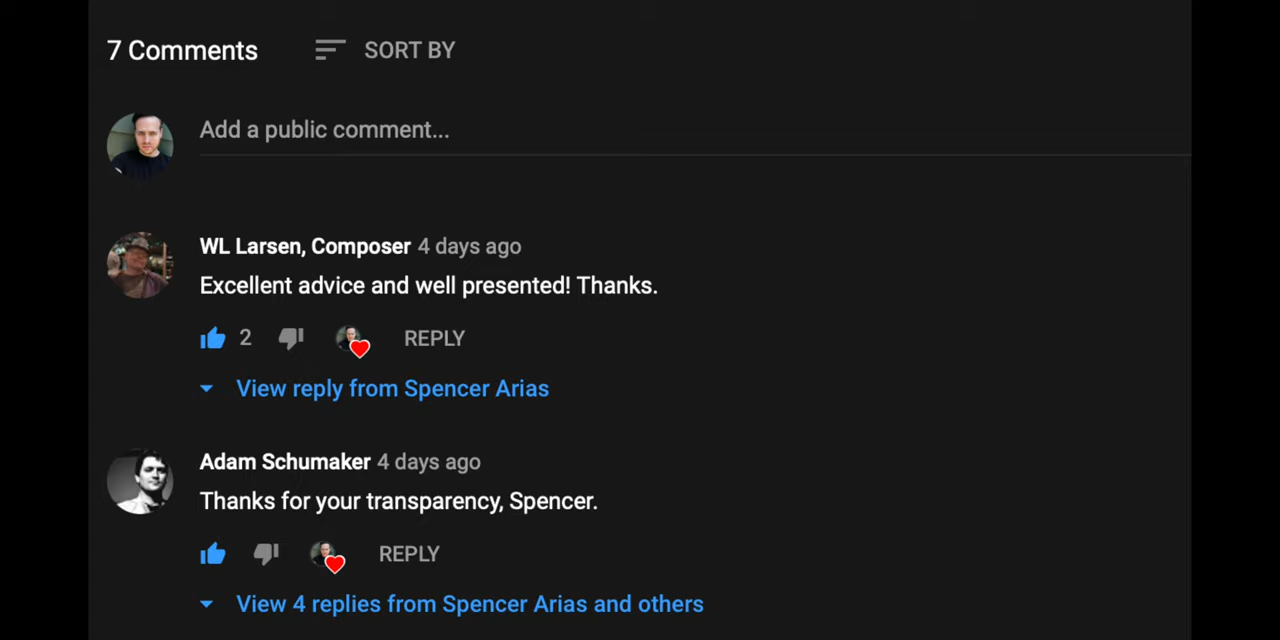 7 Comments SORT BY
Add a public comment...
WL Larsen, Composer 4 days ago
Excellent advice and well presented! Thanks.
2 REPLY
View reply from Spencer Arias
Adam Schumaker 4 days ago
Thanks for your transparency, Spencer.
REPLY
View 4 replies from Spencer Arias and others